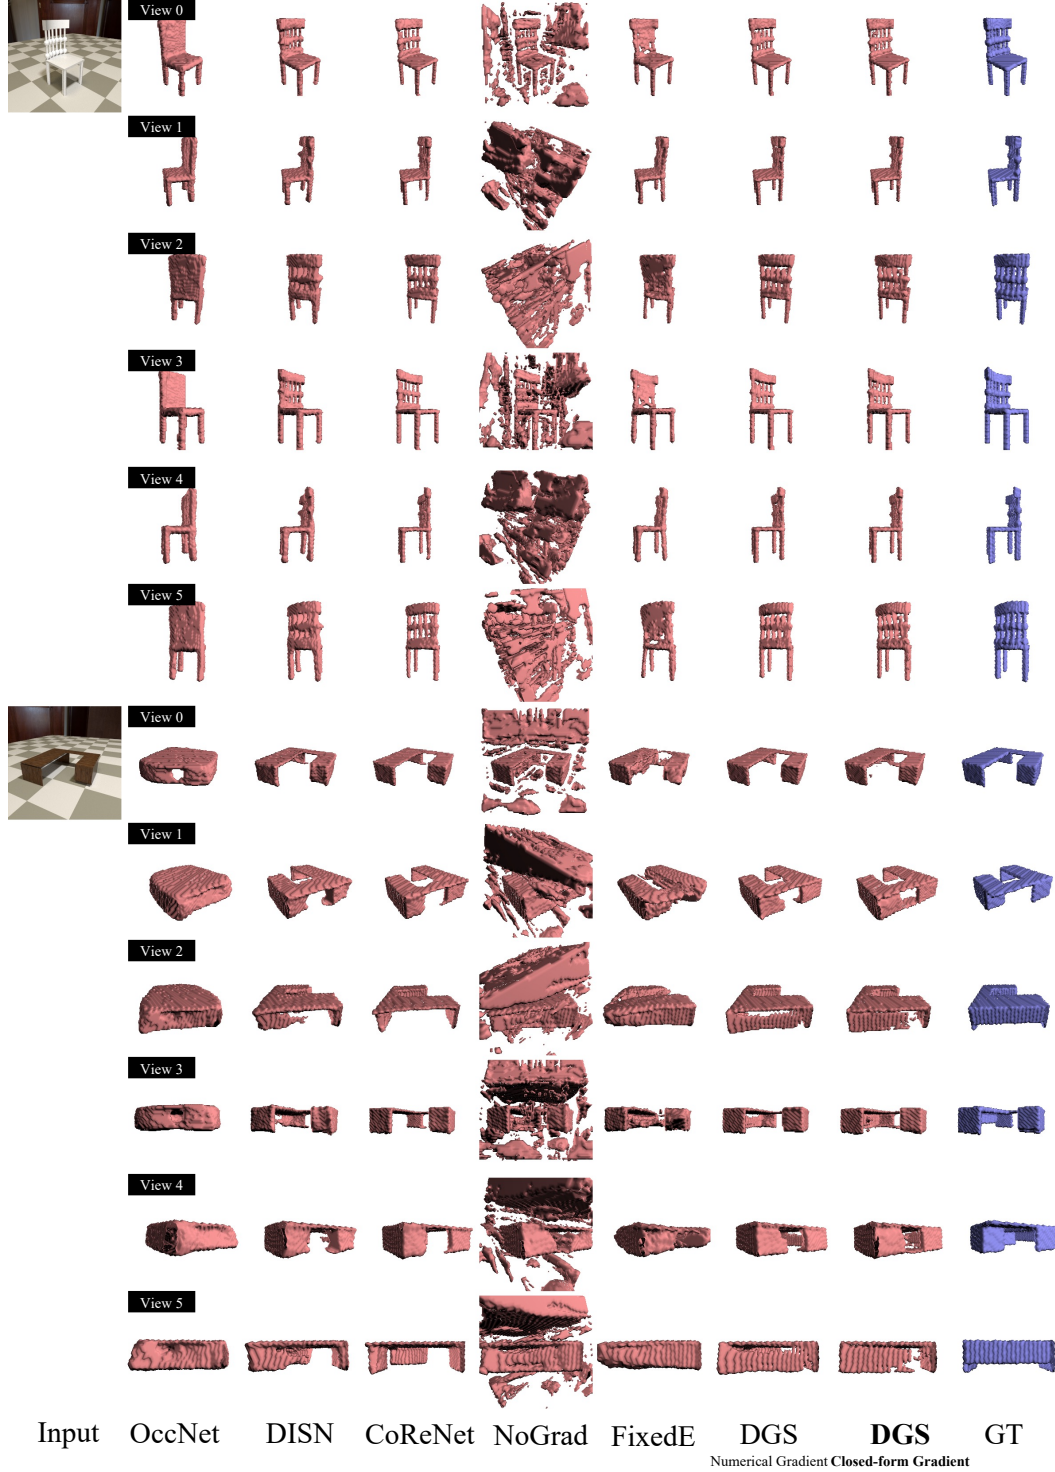 View 0
View 1
View 2
View 3
View 4
View 5
View 0
View 1
View 2
View 3
View 4
View 5
Input OccNet DISN CoReNet NoGrad FixedE DGS DGS GT
Numerical Gradient Closed-form Gradient